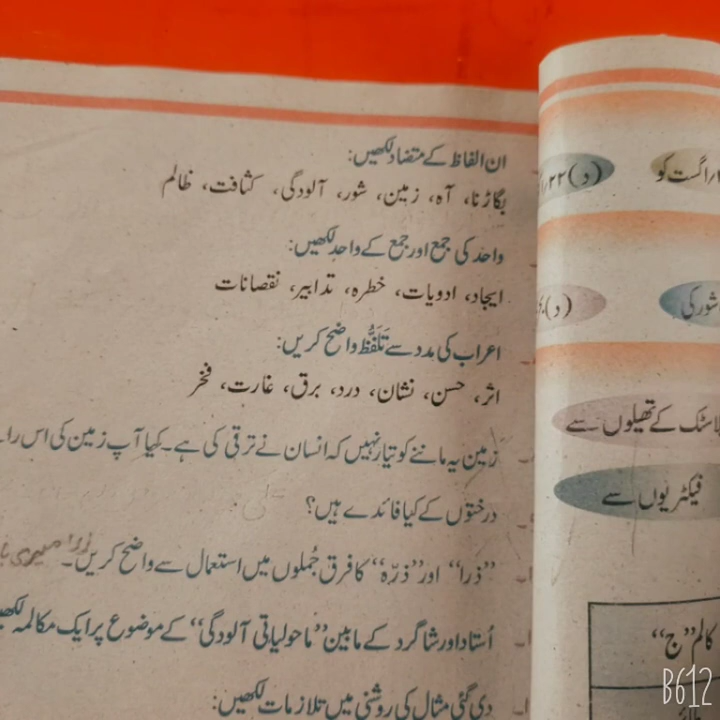 ان الفاظ کے متضاد لکھیں:
بگاڑنا، آہ، زمین، شور، آلودگی، کثافت، ظالم
واحد کی جمع اور جمع کے واحد لکھیں:
ایجاد، ادویات، خطرہ، تدابیر، نقصانات
اعراب کی مدد سے تَلَفُّظ واضح کریں:
اثر، حسن، نشان، درد، برق، غارت، فخر
زمین یہ ماننے کو تیار نہیں کہ انسان نے ترقی کی ہے۔ کیا آپ زمین کی اس
درختوں کے کیا فائدے ہیں؟
”ذرا“ اور ”ذرّہ“ کا فرق جُملوں میں استعمال سے واضح کریں۔
اُستاد اور شاگرد کے مابین ”ماحولیاتی آلودگی“ کے موضوع پر ایک مکالمہ
دی گئی مثال کی روشنی میں تلازمات لکھیں:
اگست کو
(د) ۲۲
شور کی
(د)
کے تھیلوں سے
فیکٹریوں سے
کالم ”ج“
B612